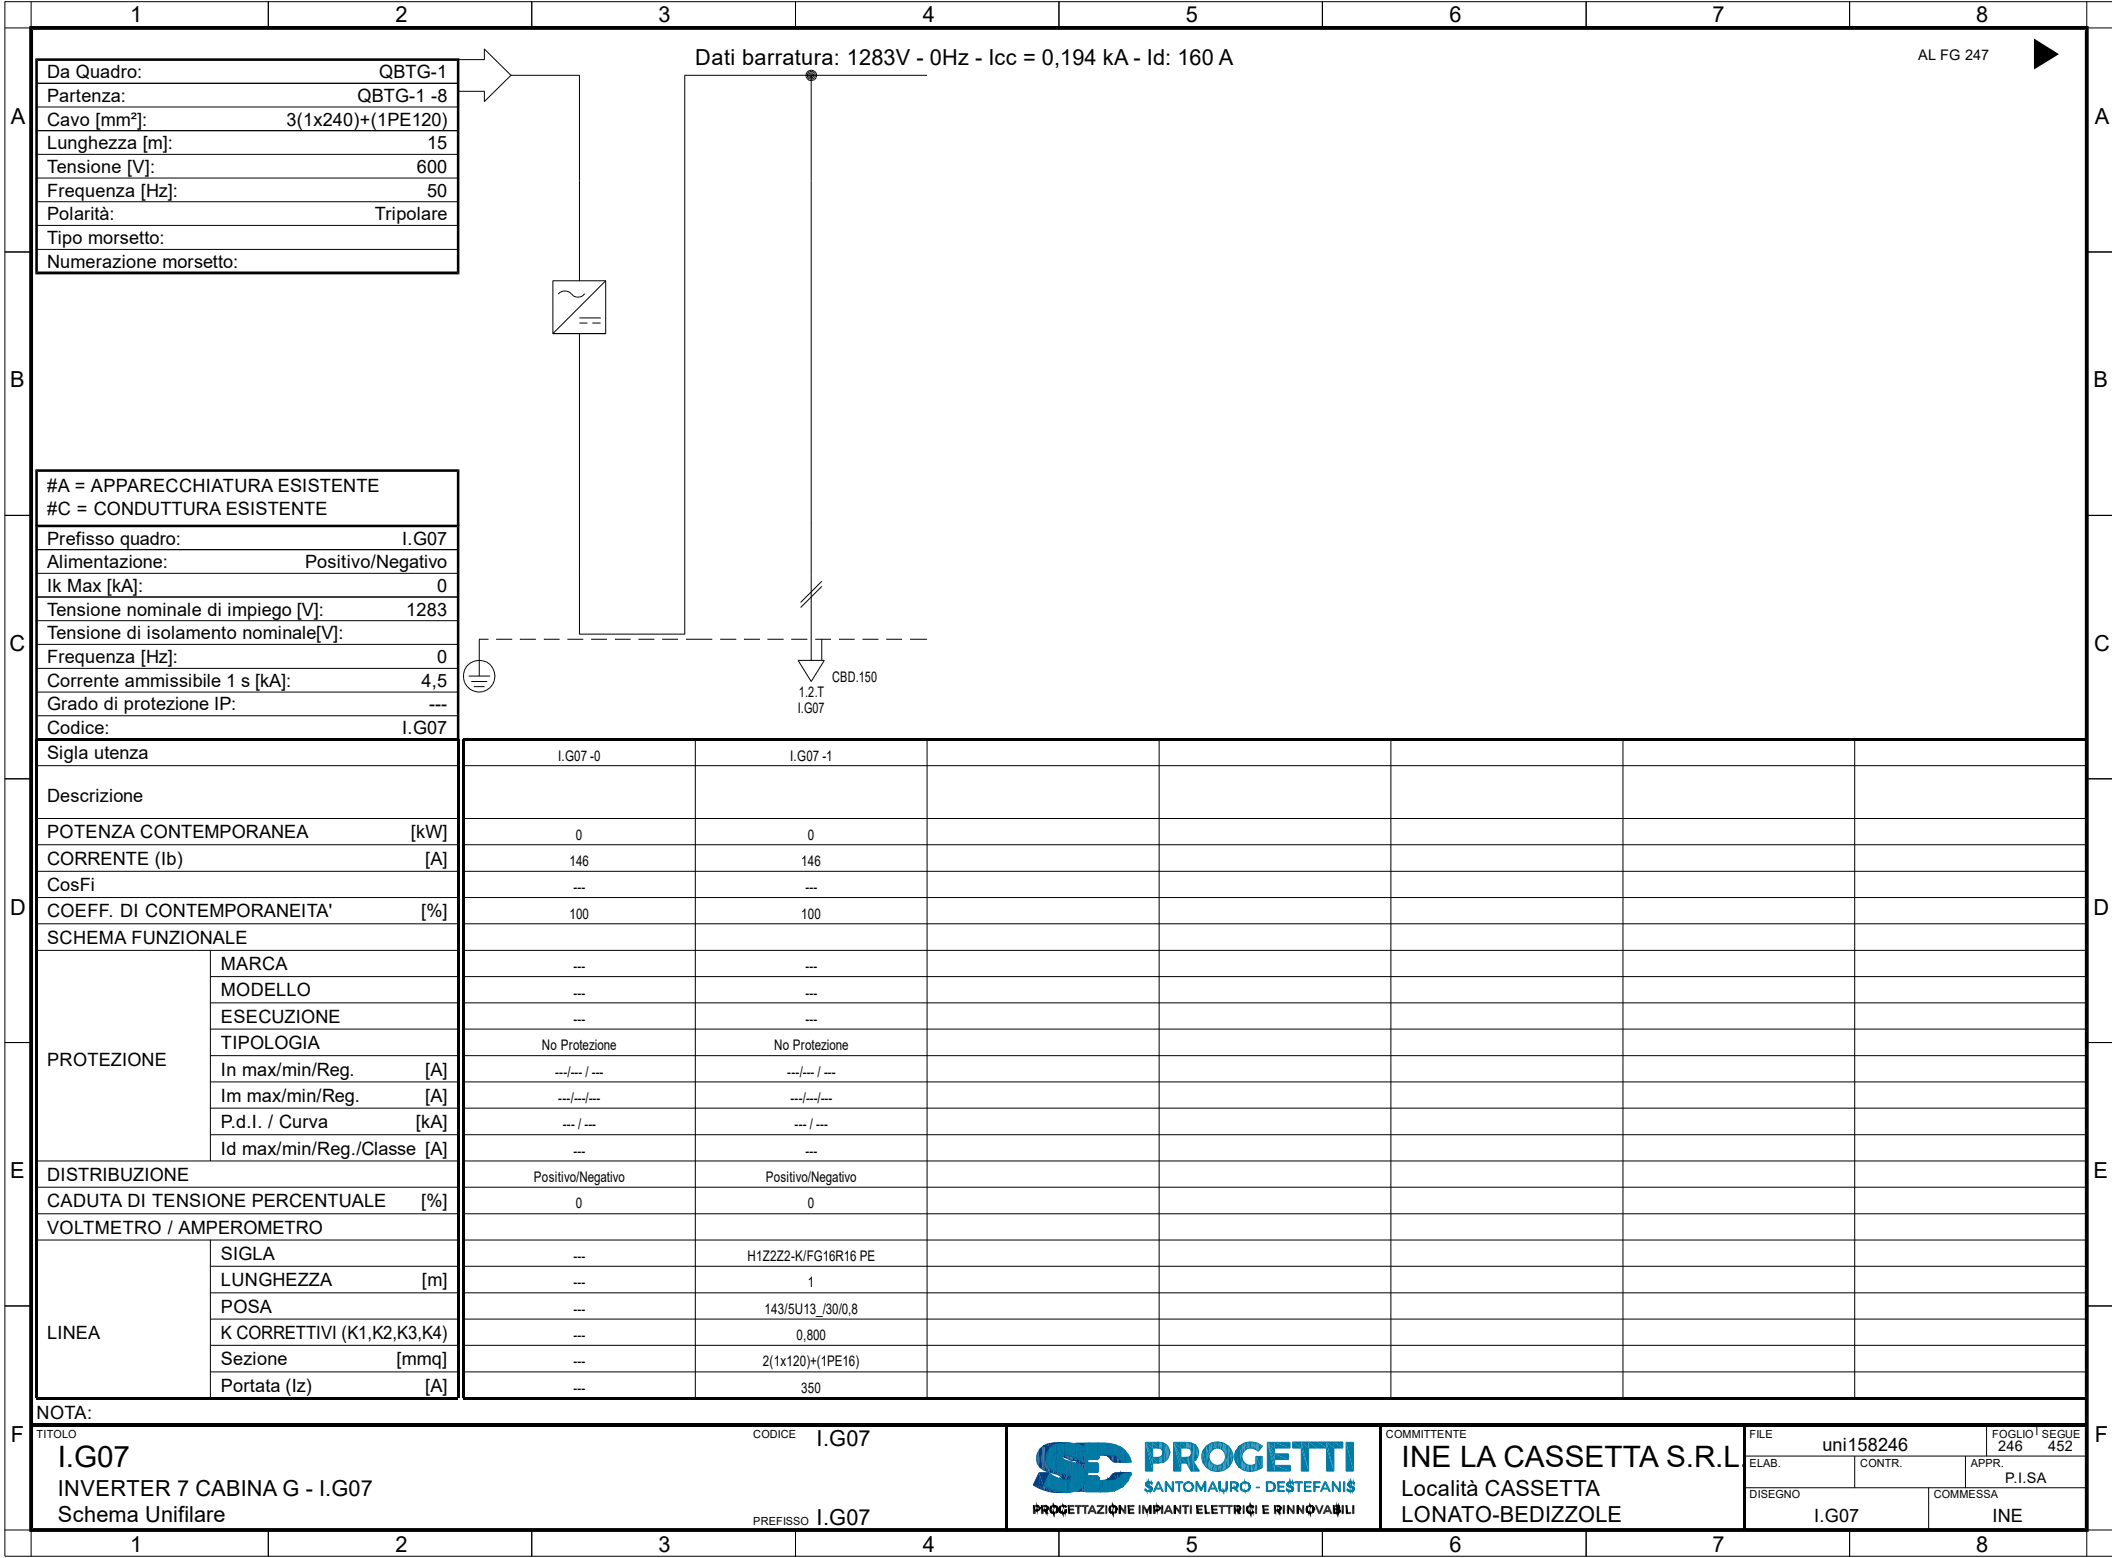 1 2 3 4 5 6 7 8
Dati barratura: 1283V - 0Hz - Icc = 0,194 kA - Id: 160 A
AL FG 247
Da Quadro: QBTG-1
Partenza: QBTG-1 -8
A A
Cavo [mm²]: 3(1x240)+(1PE120)
Lunghezza [m]: 15
Tensione [V]: 600
Frequenza [Hz]: 50
Polarità: Tripolare
Tipo morsetto:
Numerazione morsetto:
B B
#A = APPARECCHIATURA ESISTENTE
#C = CONDUTTURA ESISTENTE
Prefisso quadro: I.G07
Alimentazione: Positivo/Negativo
Ik Max [kA]: 0
Tensione nominale di impiego [V]: 1283
Tensione di isolamento nominale[V]:
C C
Frequenza [Hz]: 0
Corrente ammissibile 1 s [kA]: 4,5
Grado di protezione IP: ---
Codice: I.G07
CBD.150
1.2.T
I.G07
Sigla utenza I.G07 -0 I.G07 -1
Descrizione
POTENZA CONTEMPORANEA [kW] 0 0
CORRENTE (Ib) [A] 146 146
CosFi --- ---
D D
COEFF. DI CONTEMPORANEITA' [%] 100 100
SCHEMA FUNZIONALE
PROTEZIONE
MARCA --- ---
MODELLO --- ---
ESECUZIONE --- ---
TIPOLOGIA No Protezione No Protezione
In max/min/Reg. [A] ---/--- / --- ---/--- / ---
Im max/min/Reg. [A] ---/---/--- ---/---/---
P.d.I. / Curva [kA] --- / --- --- / ---
Id max/min/Reg./Classe [A] --- ---
E E
DISTRIBUZIONE Positivo/Negativo Positivo/Negativo
CADUTA DI TENSIONE PERCENTUALE [%] 0 0
VOLTMETRO / AMPEROMETRO
LINEA
SIGLA --- H1Z2Z2-K/FG16R16 PE
LUNGHEZZA [m] --- 1
POSA --- 143/5U13_/30/0,8
K CORRETTIVI (K1,K2,K3,K4) --- 0,800
Sezione [mmq] --- 2(1x120)+(1PE16)
Portata (Iz) [A] --- 350
NOTA:
F F
TITOLO
I.G07
INVERTER 7 CABINA G - I.G07
Schema Unifilare
CODICE I.G07
PREFISSO I.G07
SD PROGETTI
SANTOMAURO - DESTEFANIS
PROGETTAZIONE IMPIANTI ELETTRICI E RINNOVABILI
COMMITTENTE
INE LA CASSETTA S.R.L.
Località CASSETTA
LONATO-BEDIZZOLE
FILE uni158246
FOGLIO 246 SEGUE 452
ELAB. CONTR. APPR. P.I.SA
DISEGNO I.G07
COMMESSA INE
1 2 3 4 5 6 7 8